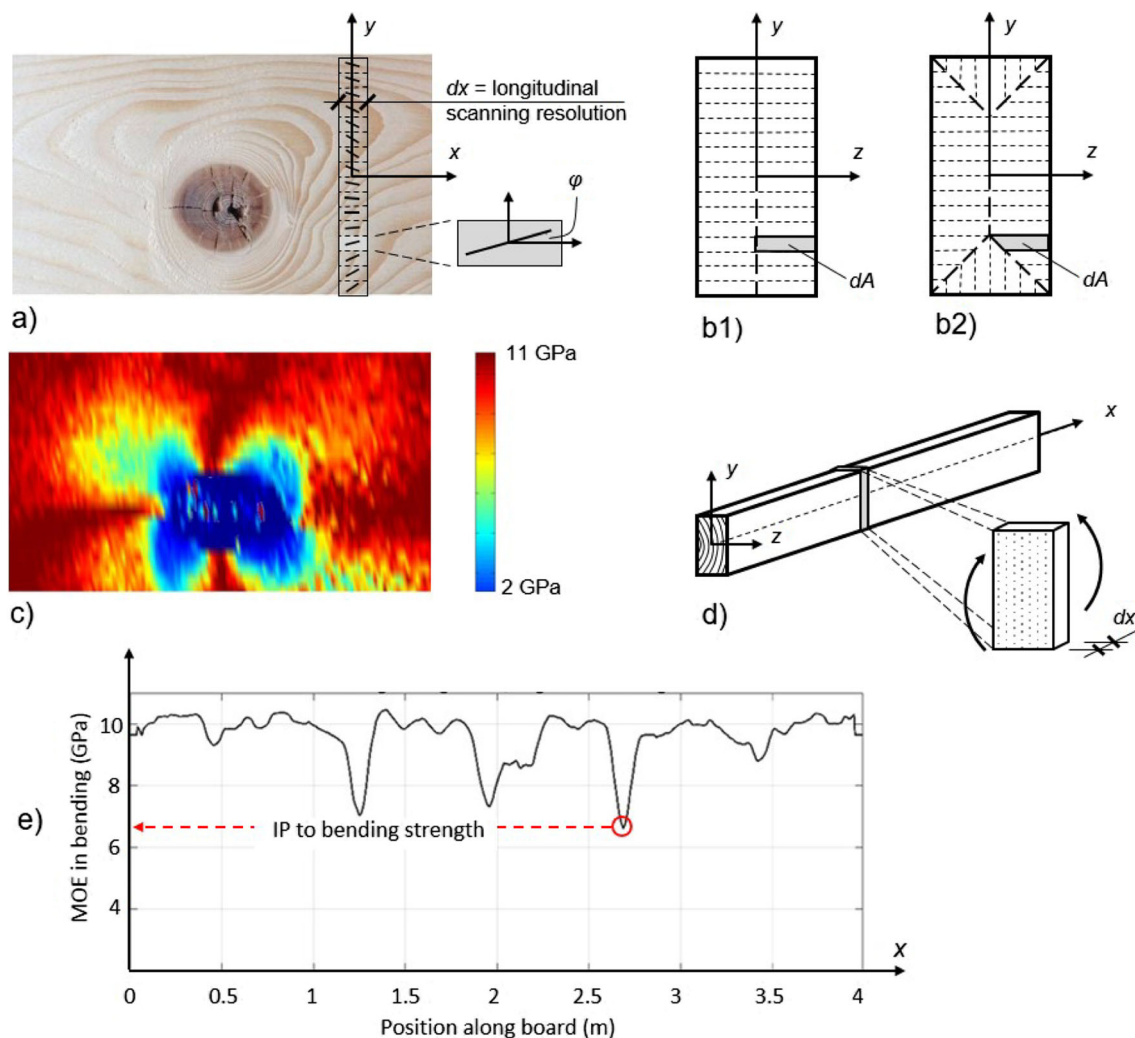 y
dx = longitudinal
scanning resolution
x
φ
a)
y
z
dA
b1)
y
z
dA
b2)
11 GPa
2 GPa
c)
x
y
z
d)
dx
e)
MOE in bending (GPa)
10
8
6
4
IP to bending strength
x
0
0.5
1
1.5
2
2.5
3
3.5
4
Position along board (m)